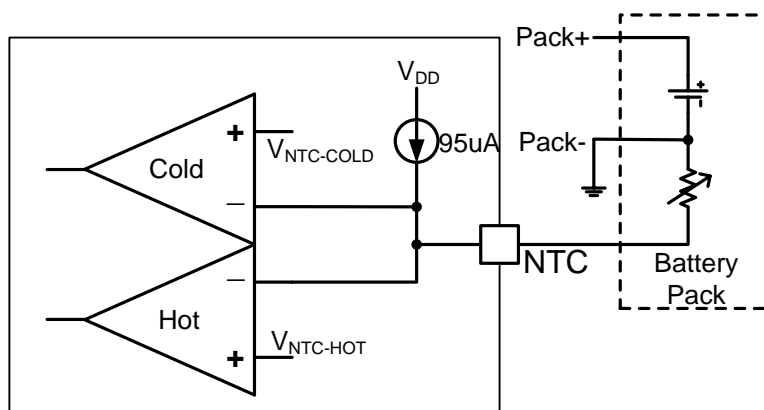 Pack+
VDD
+
Cold
VNTC-COLD
95uA
Pack-
−
NTC
Battery
Pack
−
Hot
VNTC-HOT
+